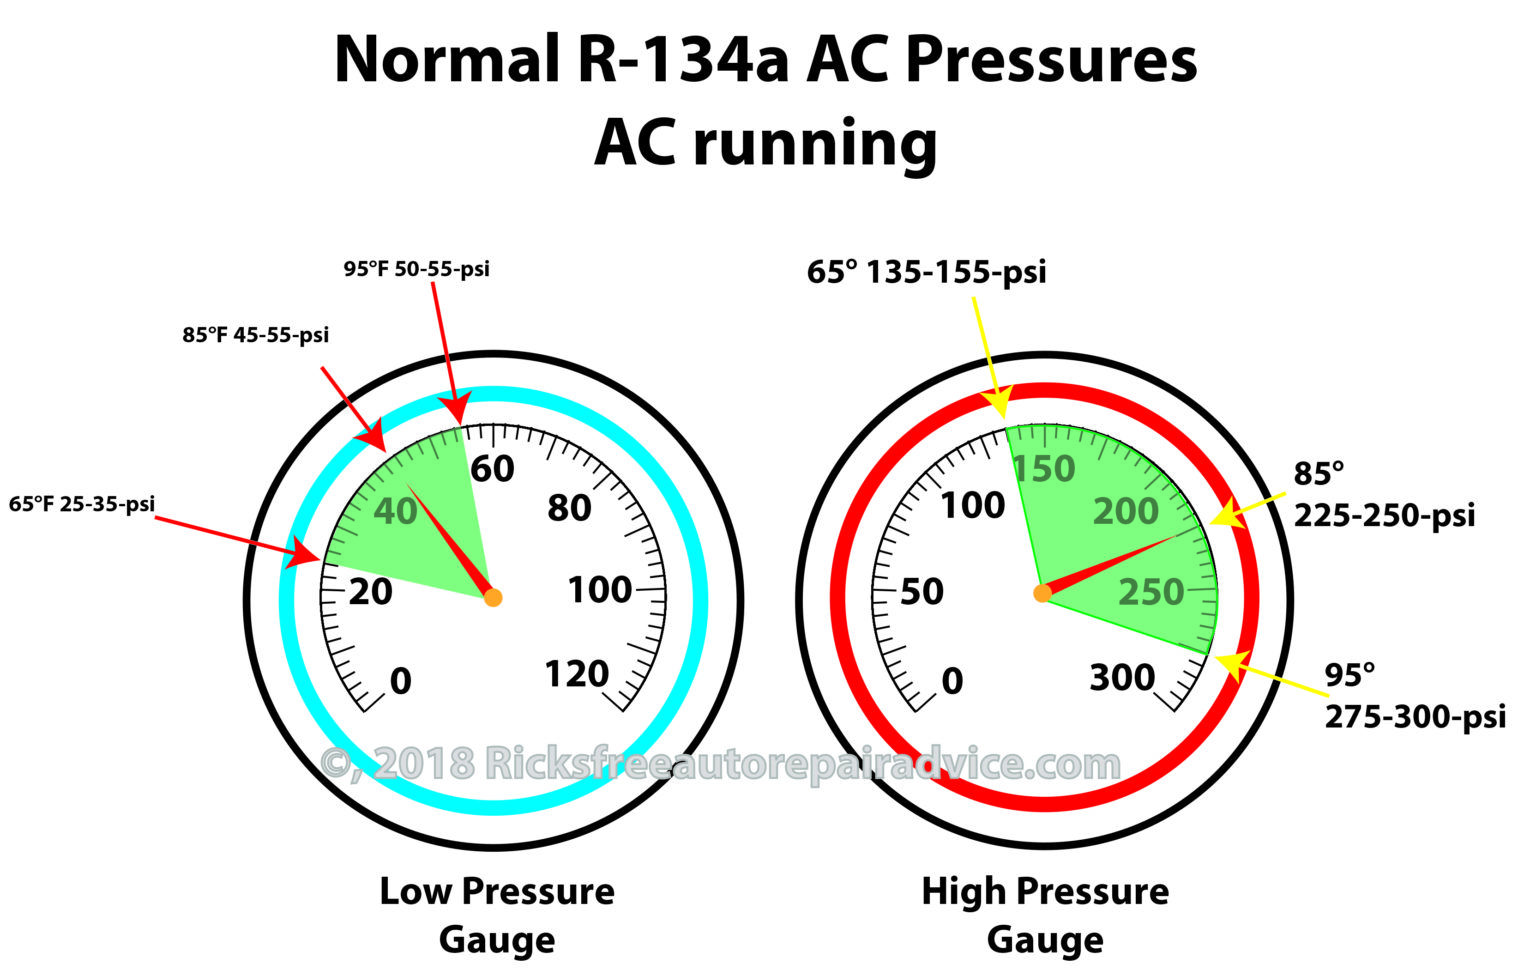 Normal R-134a AC Pressures
AC running
95°F 50-55-psi
85°F 45-55-psi
65°F 25-35-psi
0
20
40
60
80
100
120
65° 135-155-psi
85°
225-250-psi
95°
275-300-psi
0
50
100
150
200
250
300
©, 2018 Ricksfreeautorepairadvice.com
Low Pressure
Gauge
High Pressure
Gauge